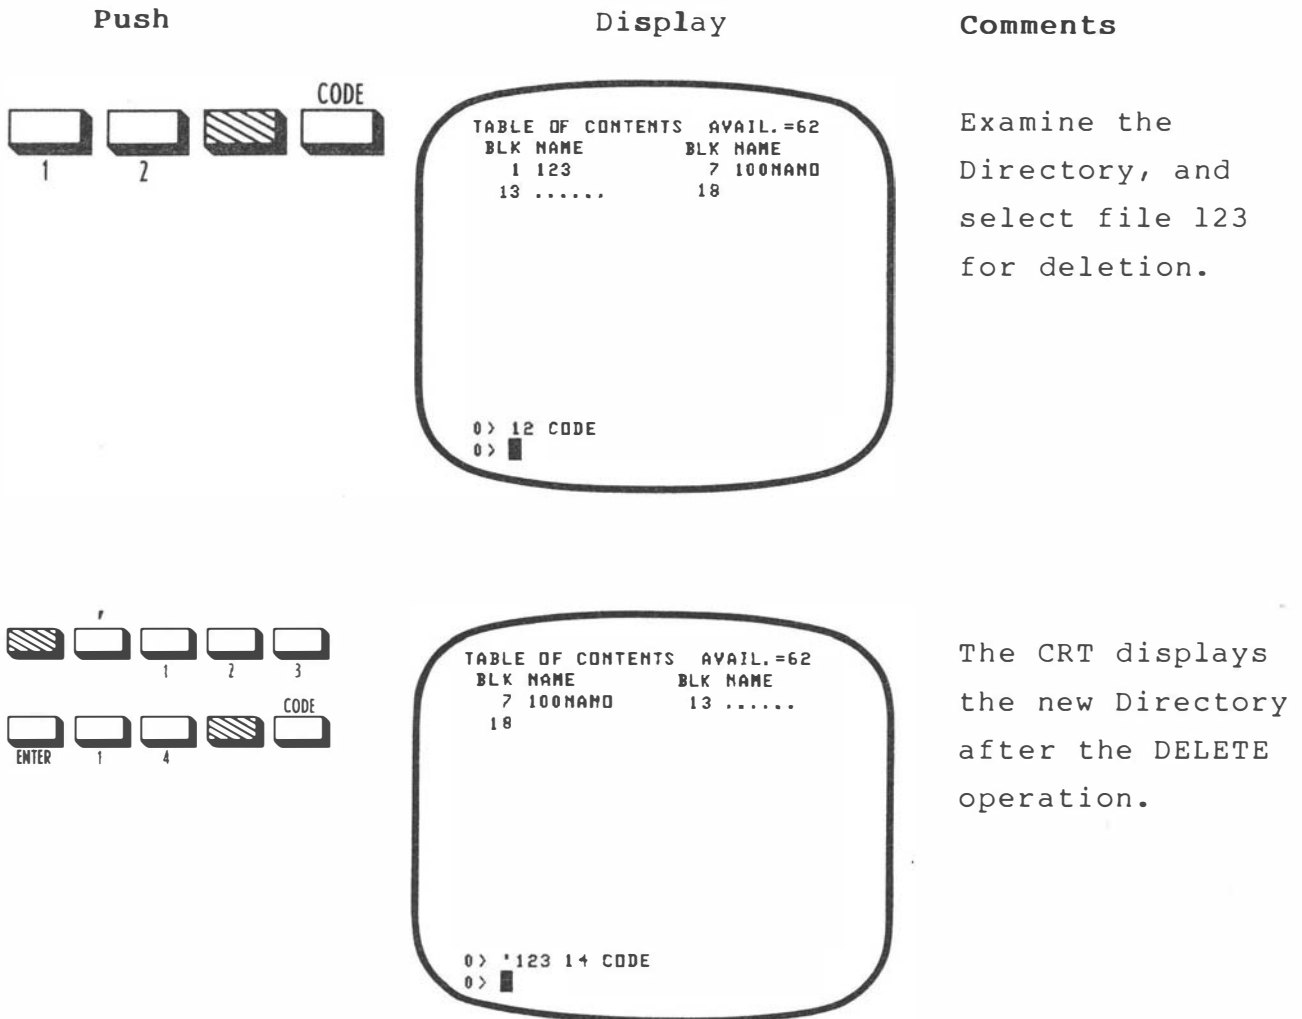 Push Display Comments
CODE
1 2
TABLE OF CONTENTS AVAIL.=62
BLK NAME BLK NAME
1 123 7 100NANO
13 ...... 18
0> 12 CODE
0>
Examine the
Directory, and
select file 123
for deletion.
'
1 2 3
CODE
ENTER 1 4
TABLE OF CONTENTS AVAIL.=62
BLK NAME BLK NAME
7 100NANO 13 ......
18
0> '123 14 CODE
0>
The CRT displays
the new Directory
after the DELETE
operation.